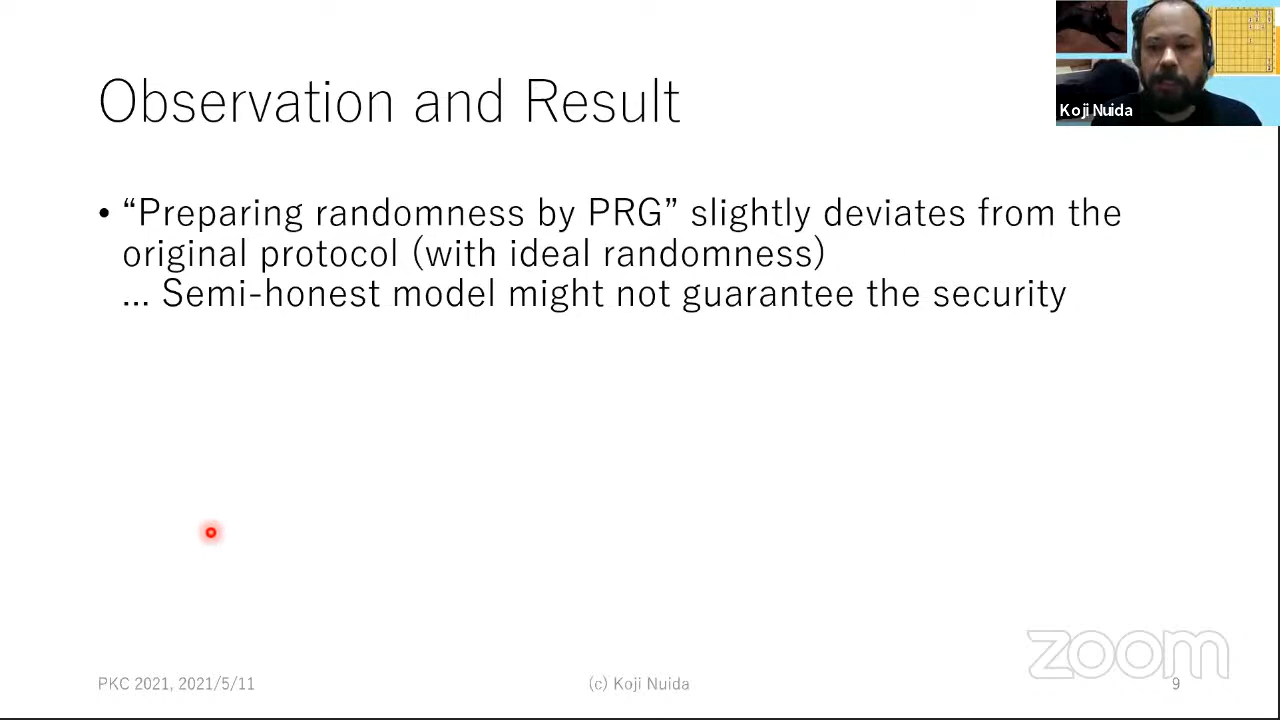 Observation and Result
Koji Nuida
• “Preparing randomness by PRG” slightly deviates from the
original protocol (with ideal randomness)
... Semi-honest model might not guarantee the security
zoom
PKC 2021, 2021/5/11
(c) Koji Nuida
9